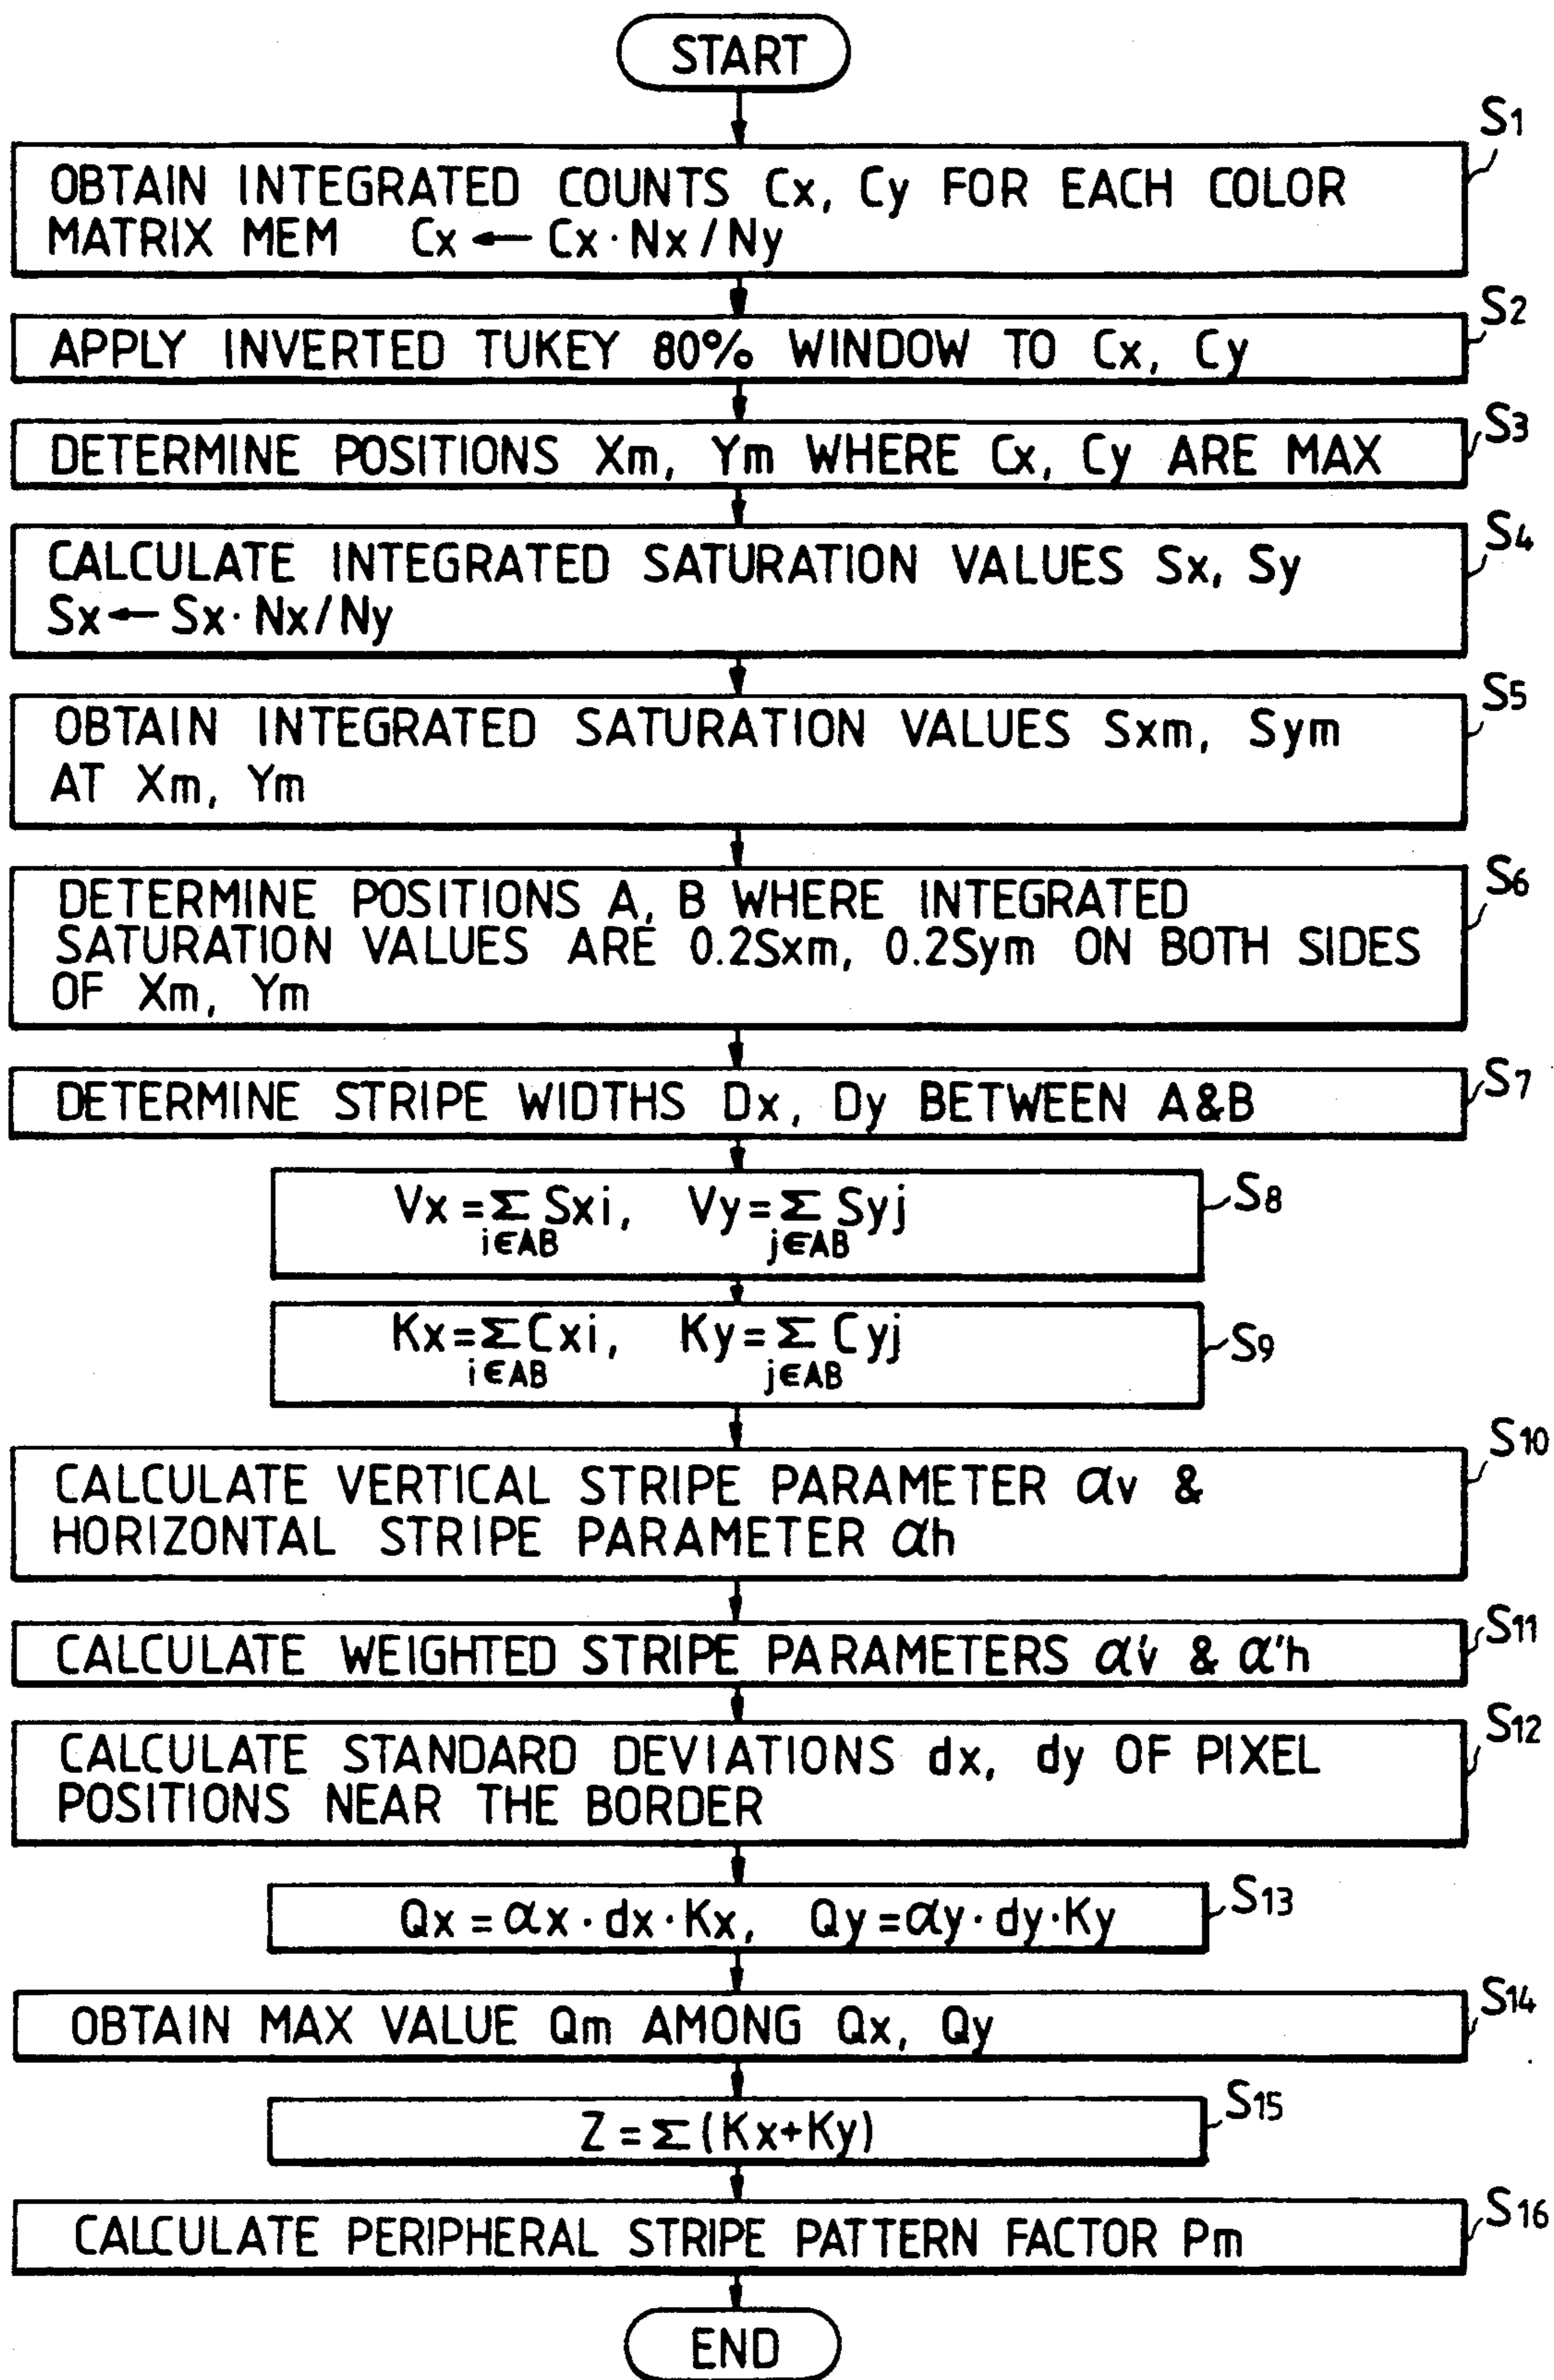 START
S1
OBTAIN INTEGRATED COUNTS Cx, Cy FOR EACH COLOR
MATRIX MEM Cx ← Cx·Nx/Ny
S2
APPLY INVERTED TUKEY 80% WINDOW TO Cx, Cy
S3
DETERMINE POSITIONS Xm, Ym WHERE Cx, Cy ARE MAX
S4
CALCULATE INTEGRATED SATURATION VALUES Sx, Sy
Sx ← Sx·Nx/Ny
S5
OBTAIN INTEGRATED SATURATION VALUES Sxm, Sym
AT Xm, Ym
S6
DETERMINE POSITIONS A, B WHERE INTEGRATED
SATURATION VALUES ARE 0.2Sxm, 0.2Sym ON BOTH SIDES
OF Xm, Ym
S7
DETERMINE STRIPE WIDTHS Dx, Dy BETWEEN A&B
S8
Vx = Σ Sxi, Vy = Σ Syj
i∈AB j∈AB
S9
Kx = Σ Cxi, Ky = Σ Cyj
i∈AB j∈AB
S10
CALCULATE VERTICAL STRIPE PARAMETER αv &
HORIZONTAL STRIPE PARAMETER αh
S11
CALCULATE WEIGHTED STRIPE PARAMETERS α'v & α'h
S12
CALCULATE STANDARD DEVIATIONS dx, dy OF PIXEL
POSITIONS NEAR THE BORDER
S13
Qx = αx·dx·Kx, Qy = αy·dy·Ky
S14
OBTAIN MAX VALUE Qm AMONG Qx, Qy
S15
Z = Σ(Kx+Ky)
S16
CALCULATE PERIPHERAL STRIPE PATTERN FACTOR Pm
END